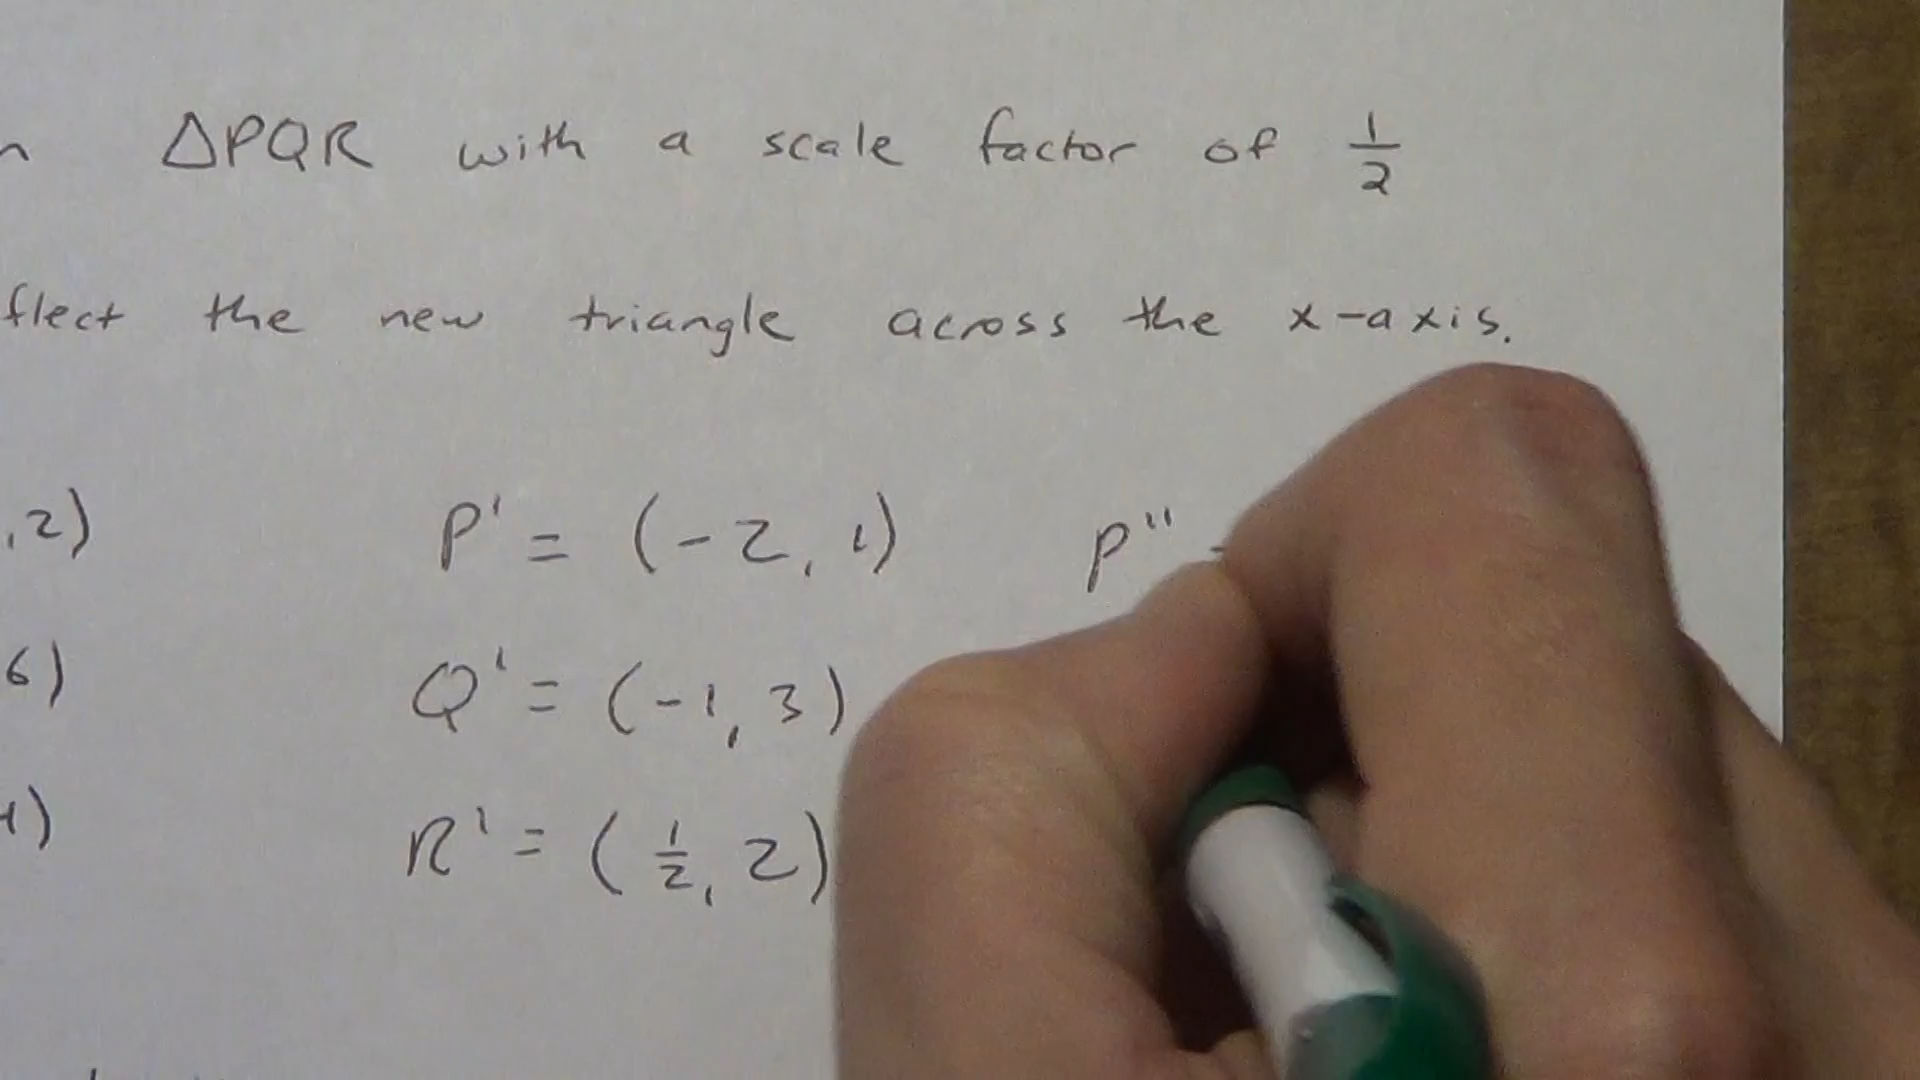 n ΔPQR with a scale factor of 1/2
flect the new triangle across the x-axis.
,2) P' = (-2, 1) P''
6) Q' = (-1, 3)
4) R' = (1/2, 2)